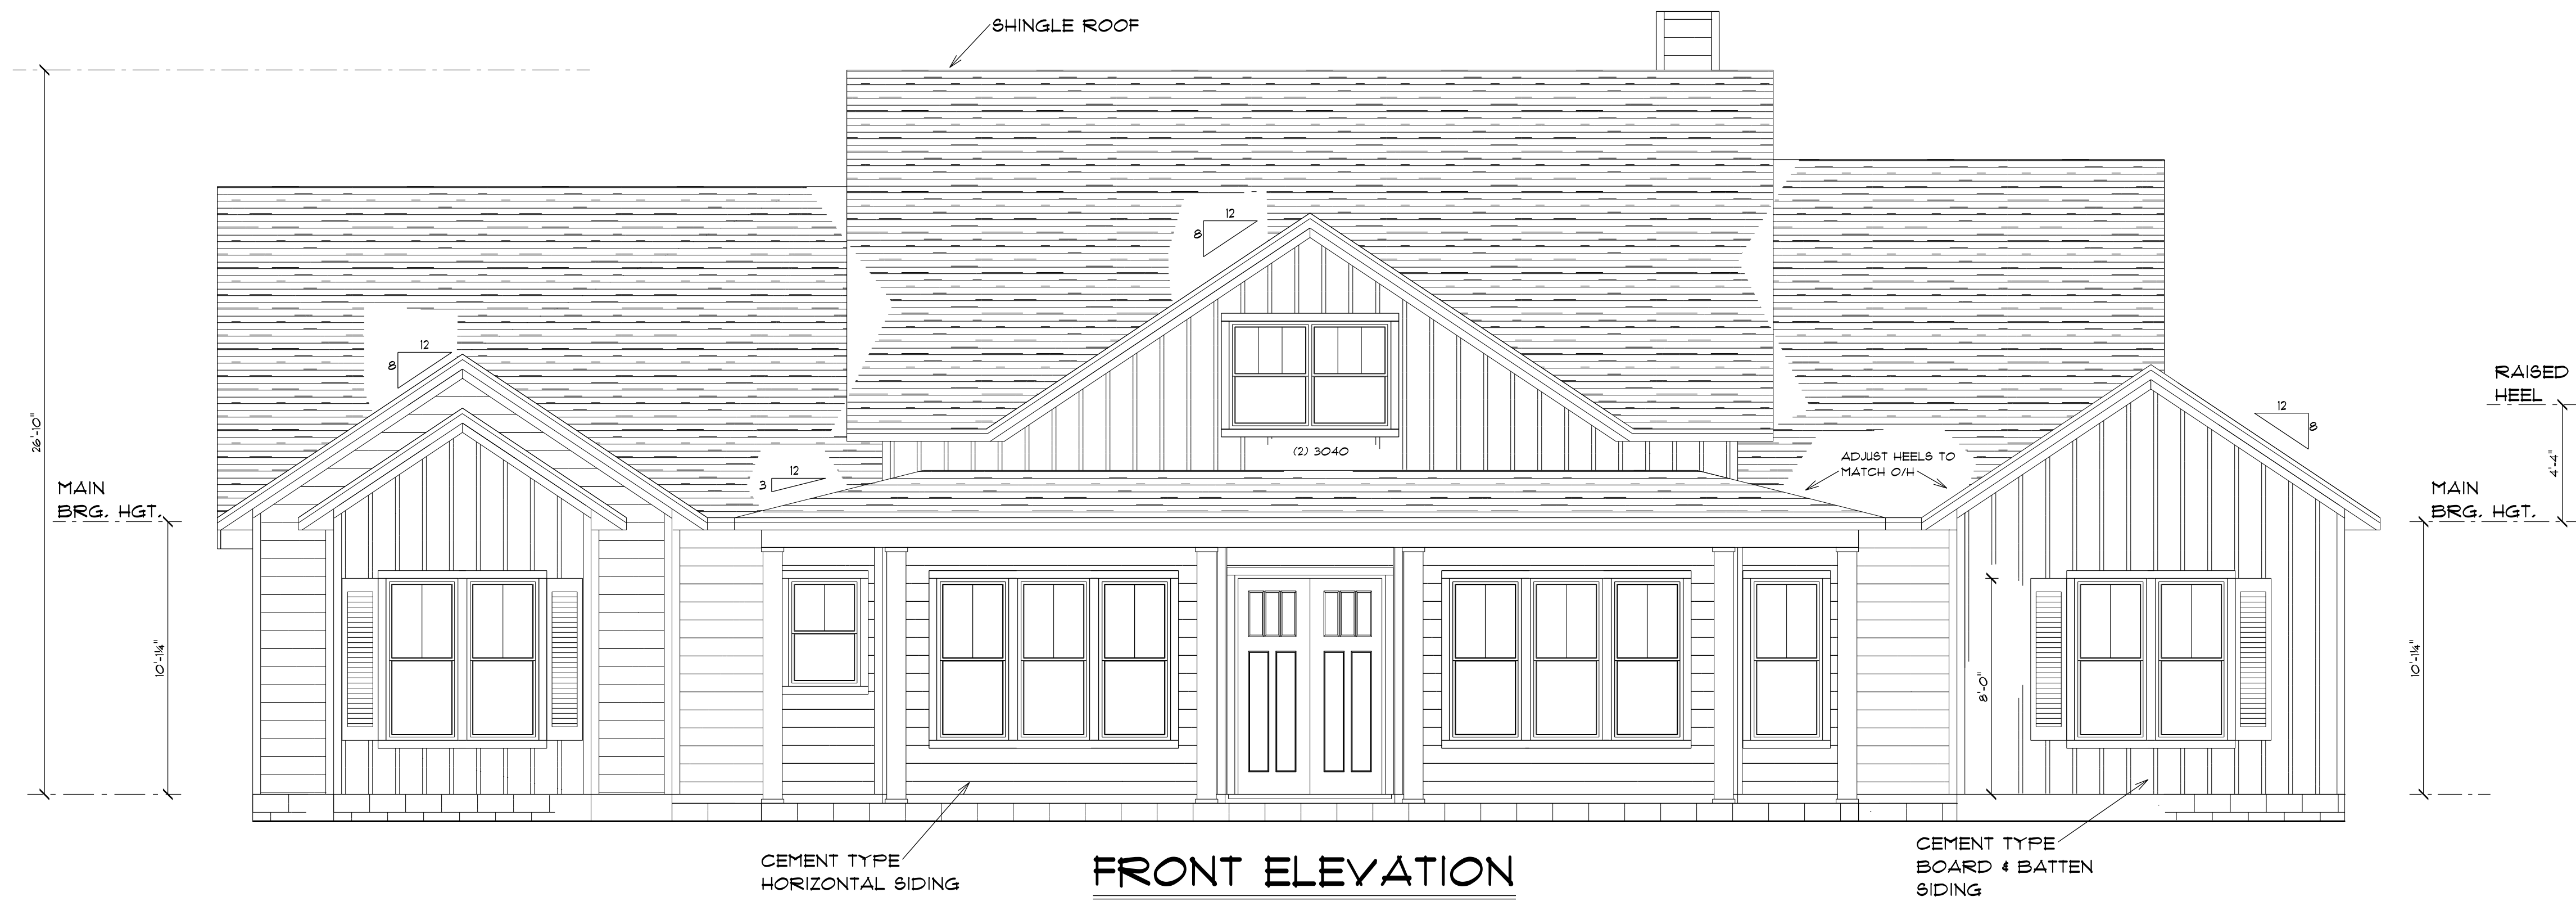 SHINGLE ROOF
12
8
12
8
RAISED
HEEL
12
8
26'-10"
(2) 3040
ADJUST HEELS TO
MATCH O/H
4'-4"
12
3
MAIN
BRG. HGT.
MAIN
BRG. HGT.
10'-1¼"
8'-0"
10'-1¼"
CEMENT TYPE
HORIZONTAL SIDING
FRONT ELEVATION
CEMENT TYPE
BOARD & BATTEN
SIDING